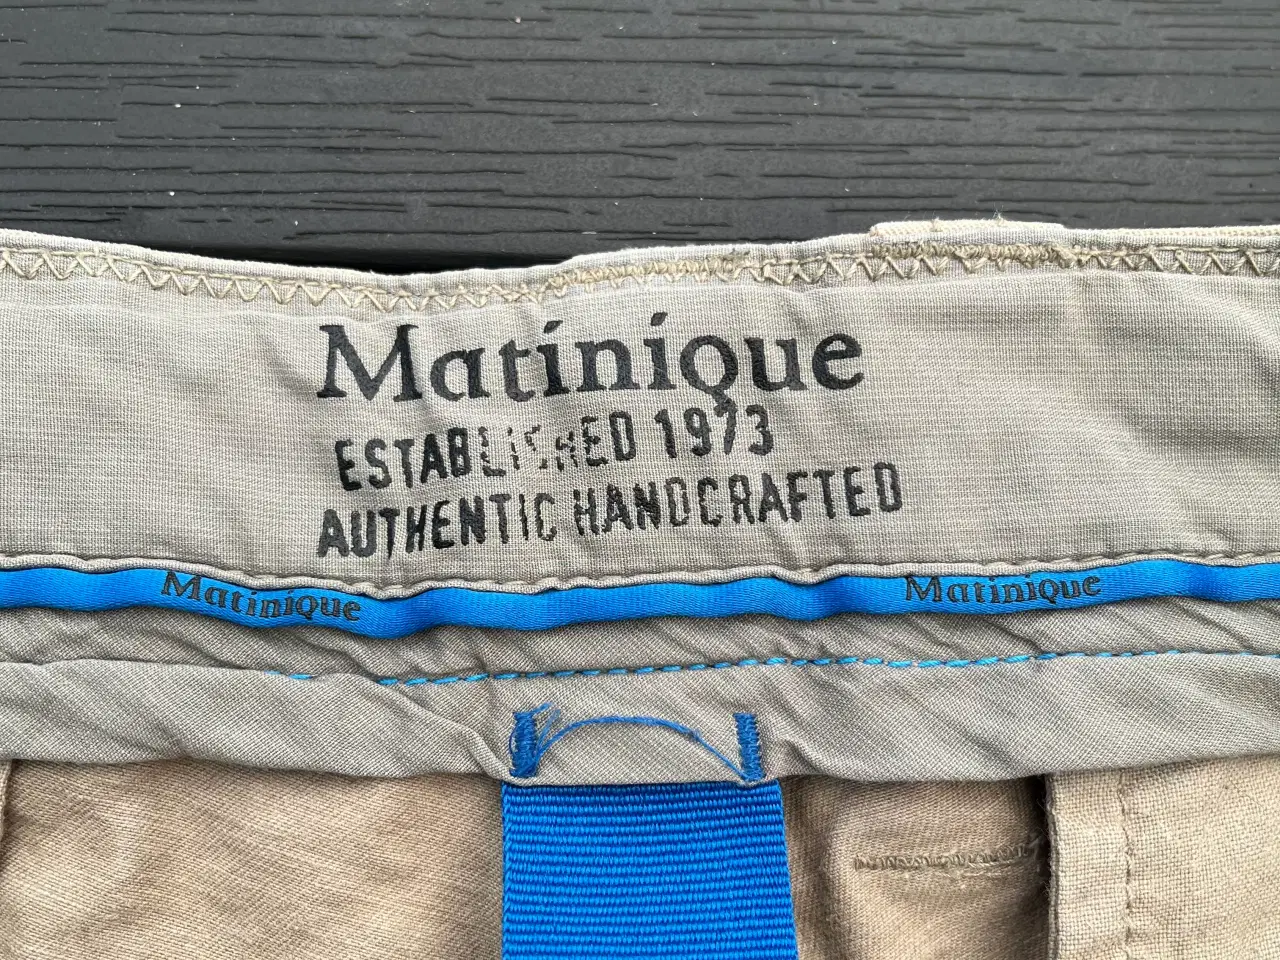 Matinique
ESTABLISHED 1973
AUTHENTIC HANDCRAFTED
Matinique
Matinique